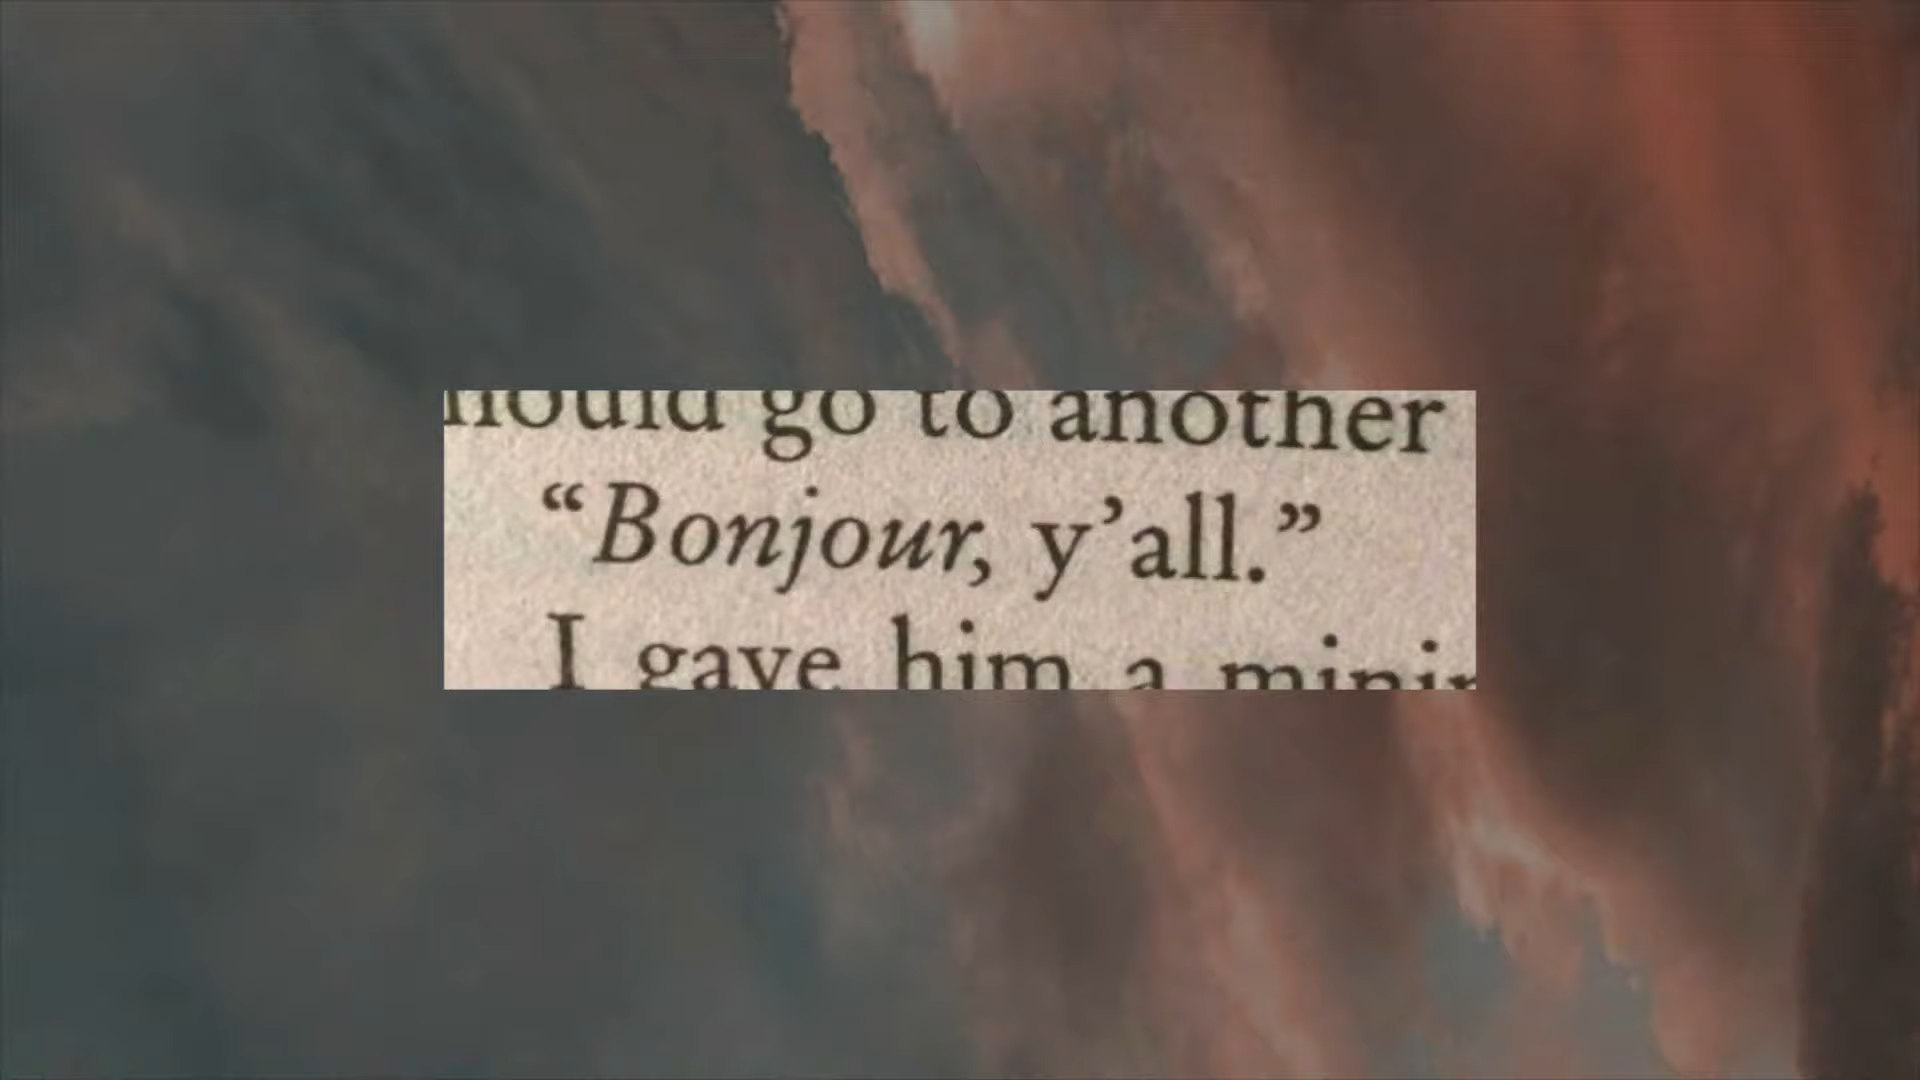 go to another
“Bonjour, y’all.”
I gave him a